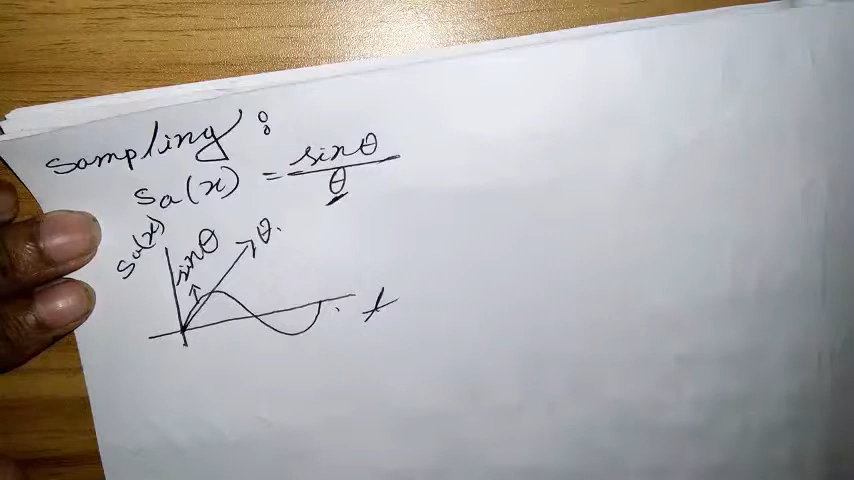 Sampling :
Sa(x) = sinθ/θ
Sa(x)
sinθ
θ.
t